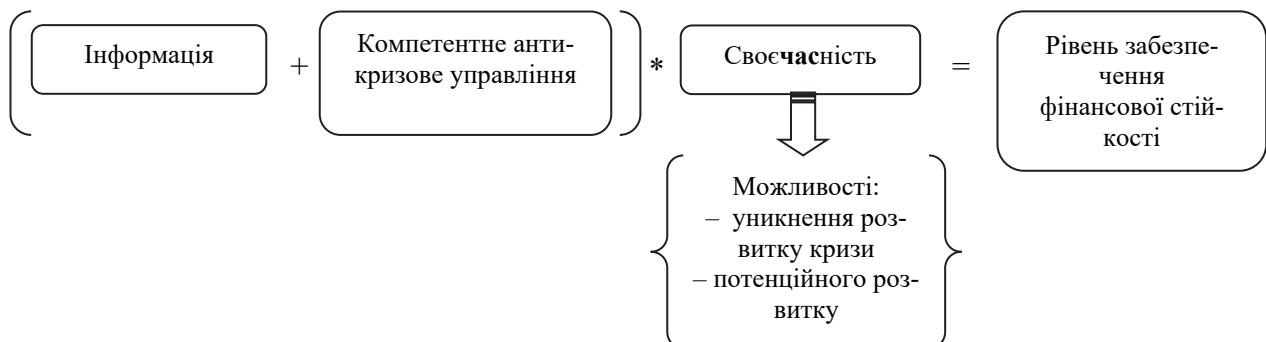 Інформація
+
Компетентне анти-
кризове управління
*
Своєчасність
=
Рівень забезпе-
чення
фінансової стій-
кості
Можливості:
– уникнення роз-
витку кризи
– потенційного роз-
витку